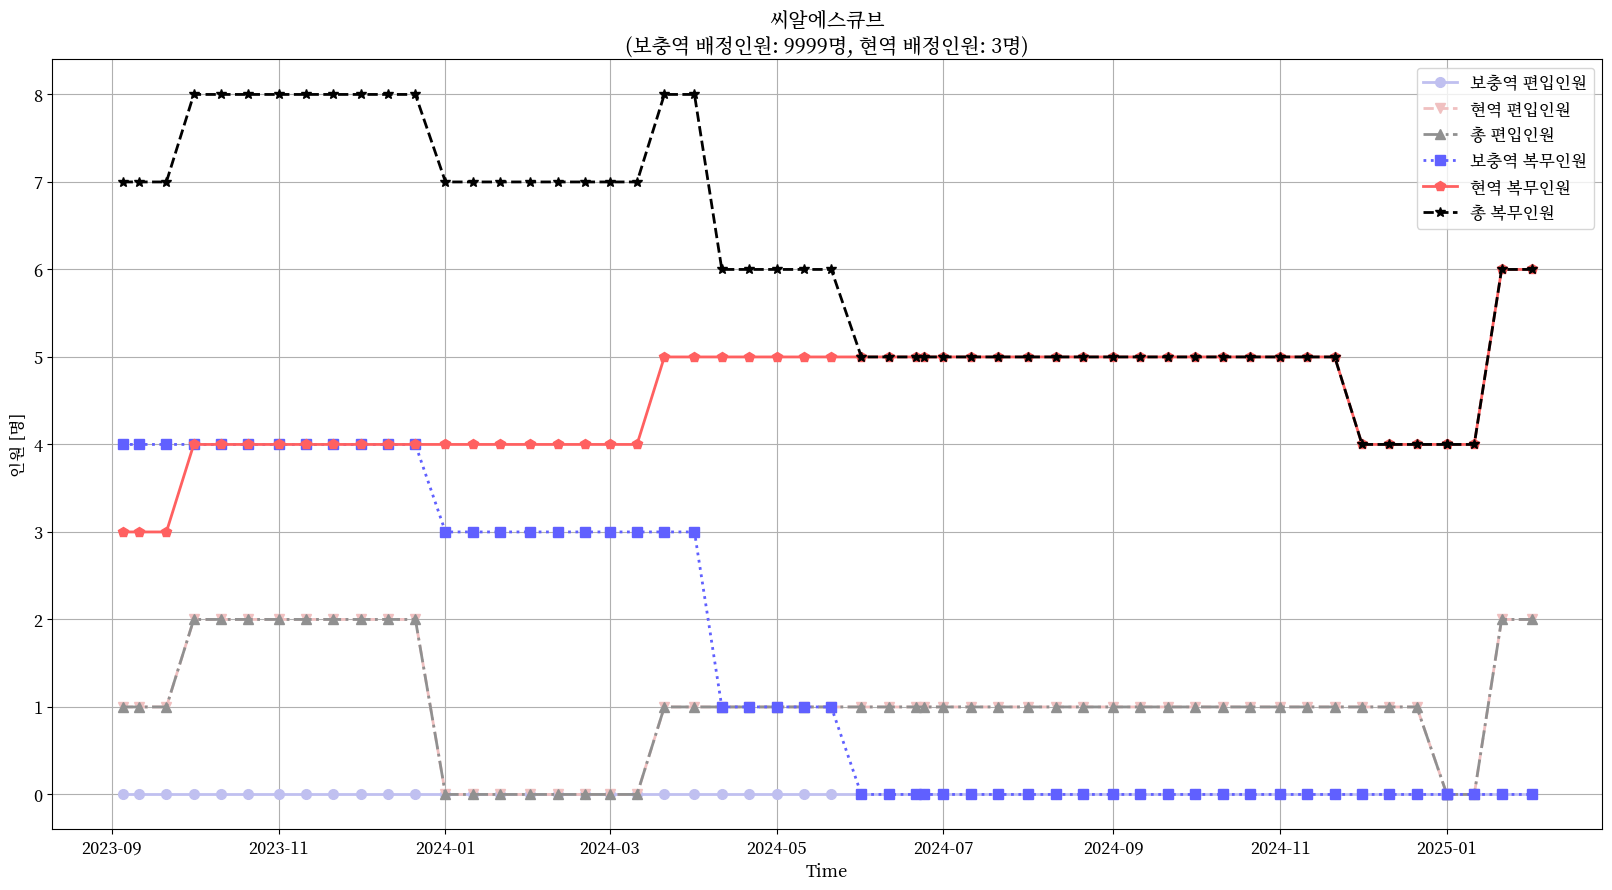 씨알에스큐브
(보충역 배정인원: 9999명, 현역 배정인원: 3명)
보충역 편입인원
현역 편입인원
총 편입인원
보충역 복무인원
현역 복무인원
총 복무인원
인원 [명]
8
7
6
5
4
3
2
1
0
2023-09
2023-11
2024-01
2024-03
2024-05
2024-07
2024-09
2024-11
2025-01
Time